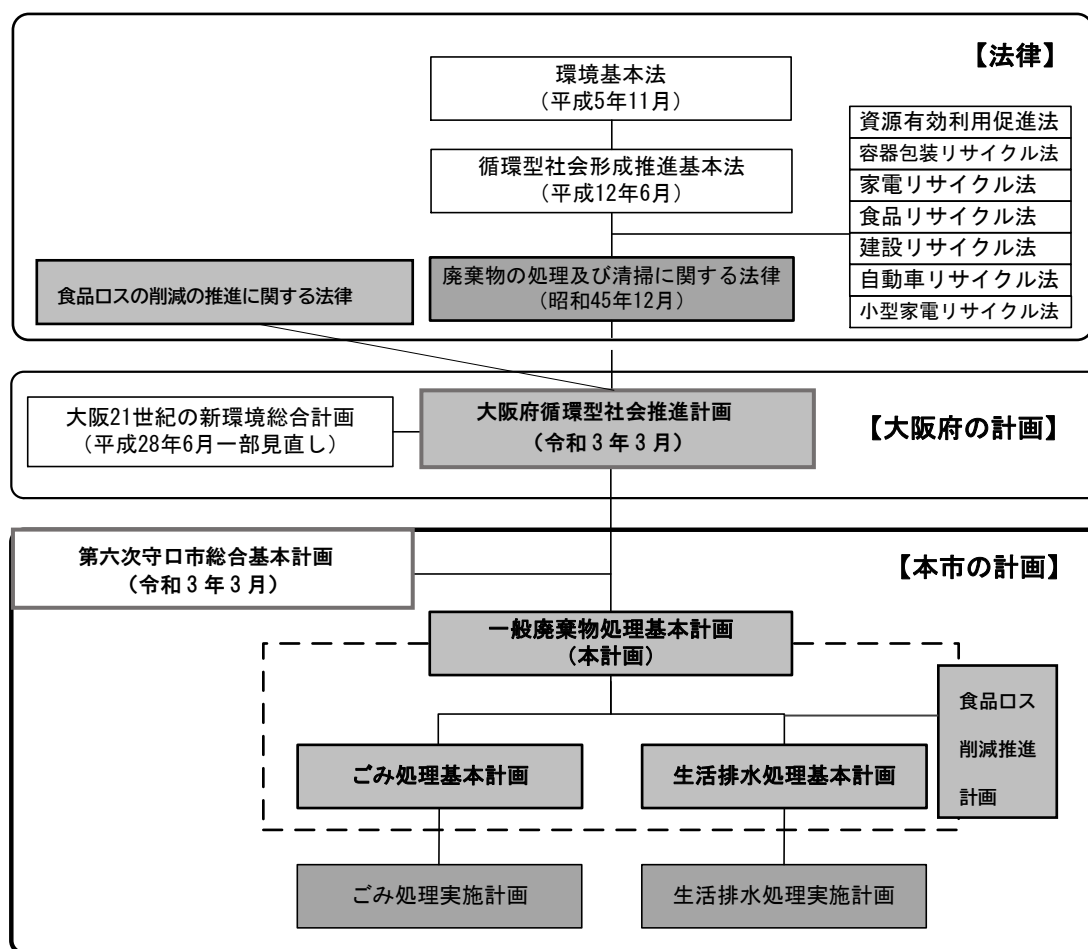 【法律】
環境基本法
（平成5年11月）
資源有効利用促進法
容器包装リサイクル法
家電リサイクル法
食品リサイクル法
建設リサイクル法
自動車リサイクル法
小型家電リサイクル法
循環型社会形成推進基本法
（平成12年6月）
食品ロスの削減の推進に関する法律
廃棄物の処理及び清掃に関する法律
（昭和45年12月）
【大阪府の計画】
大阪21世紀の新環境総合計画
（平成28年6月一部見直し）
大阪府循環型社会推進計画
（令和３年３月）
【本市の計画】
第六次守口市総合基本計画
（令和３年３月）
一般廃棄物処理基本計画
（本計画）
食品ロス
削減推進
計画
ごみ処理基本計画
生活排水処理基本計画
ごみ処理実施計画
生活排水処理実施計画